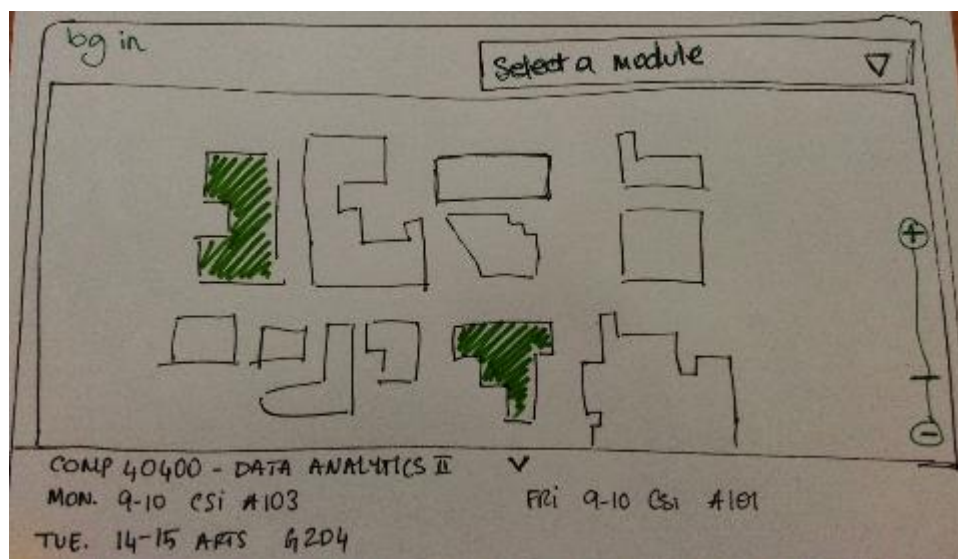 log in
Select a module
COMP 40400 - DATA ANALYTICS II
MON. 9-10 CSi A103 FRi 9-10 CSi A101
TUE. 14-15 ARTS G204